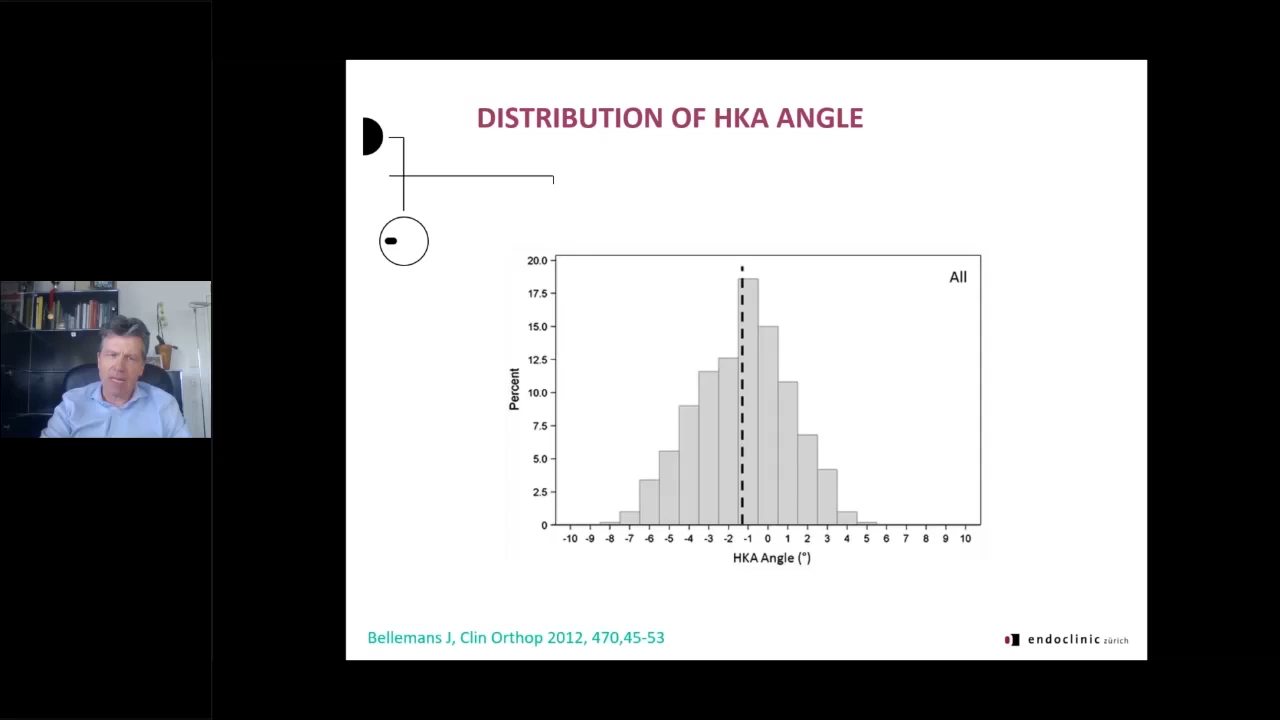 DISTRIBUTION OF HKA ANGLE
All
20.0
17.5
15.0
12.5
10.0
7.5
5.0
2.5
0
Percent
-10 -9 -8 -7 -6 -5 -4 -3 -2 -1 0 1 2 3 4 5 6 7 8 9 10
HKA Angle (°)
Bellemans J, Clin Orthop 2012, 470,45-53
endoclinic zürich